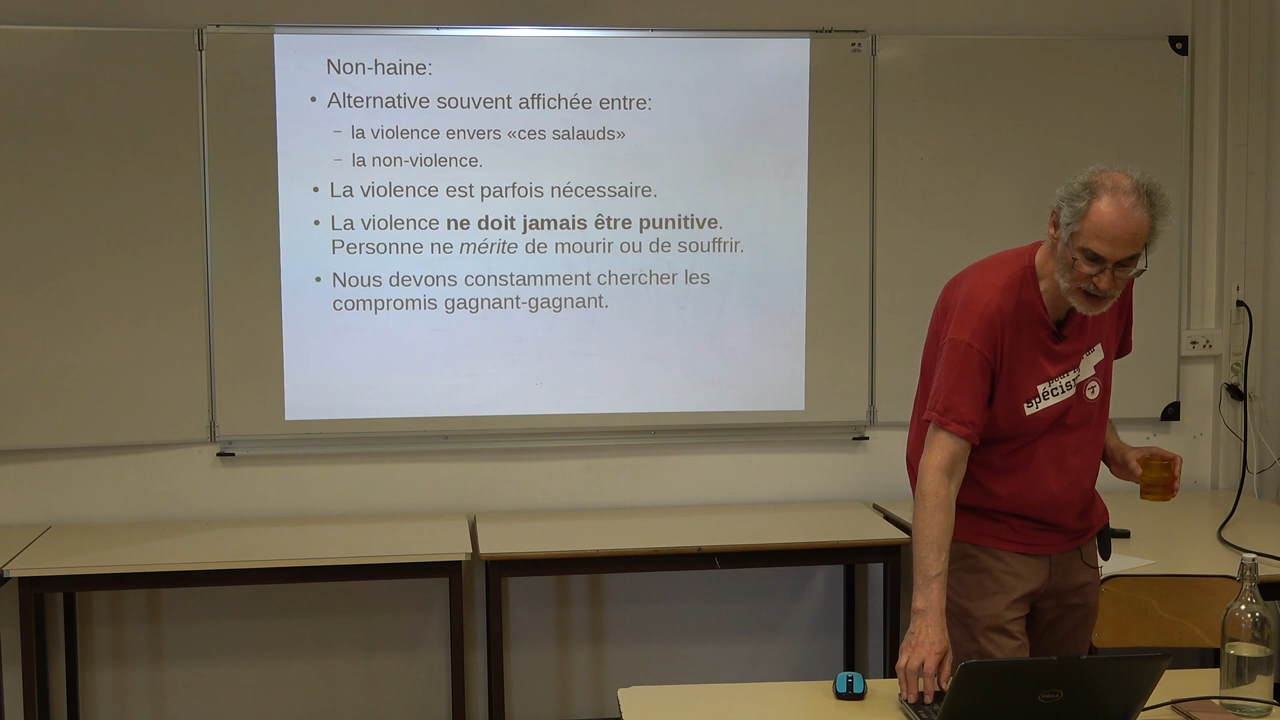 Non-haine:
• Alternative souvent affichée entre:
– la violence envers «ces salauds»
– la non-violence.
• La violence est parfois nécessaire.
• La violence ne doit jamais être punitive.
Personne ne mérite de mourir ou de souffrir.
• Nous devons constamment chercher les
compromis gagnant-gagnant.
DELL